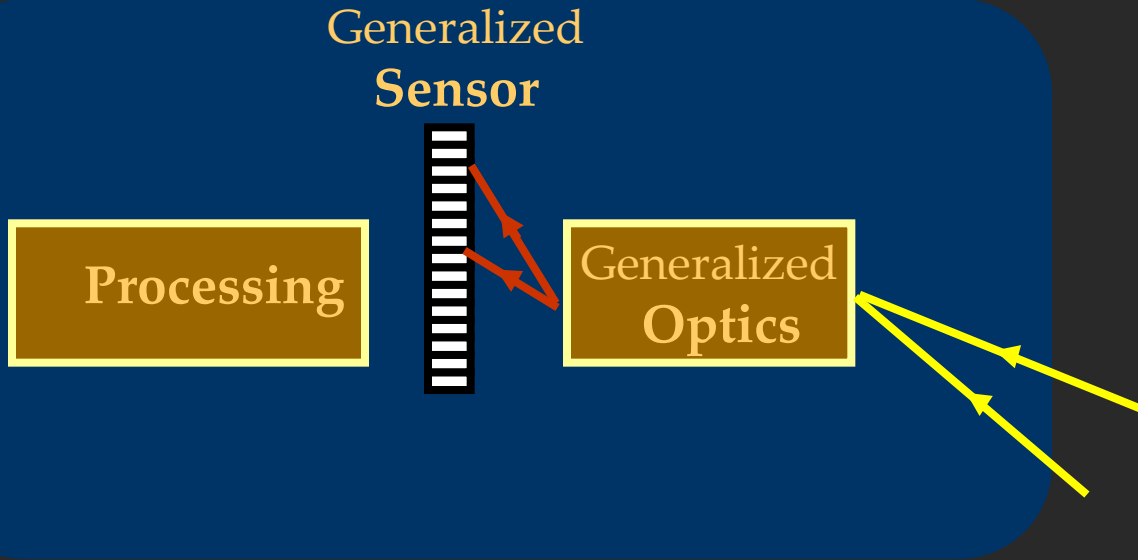 Generalized
Sensor
Processing
Generalized
Optics